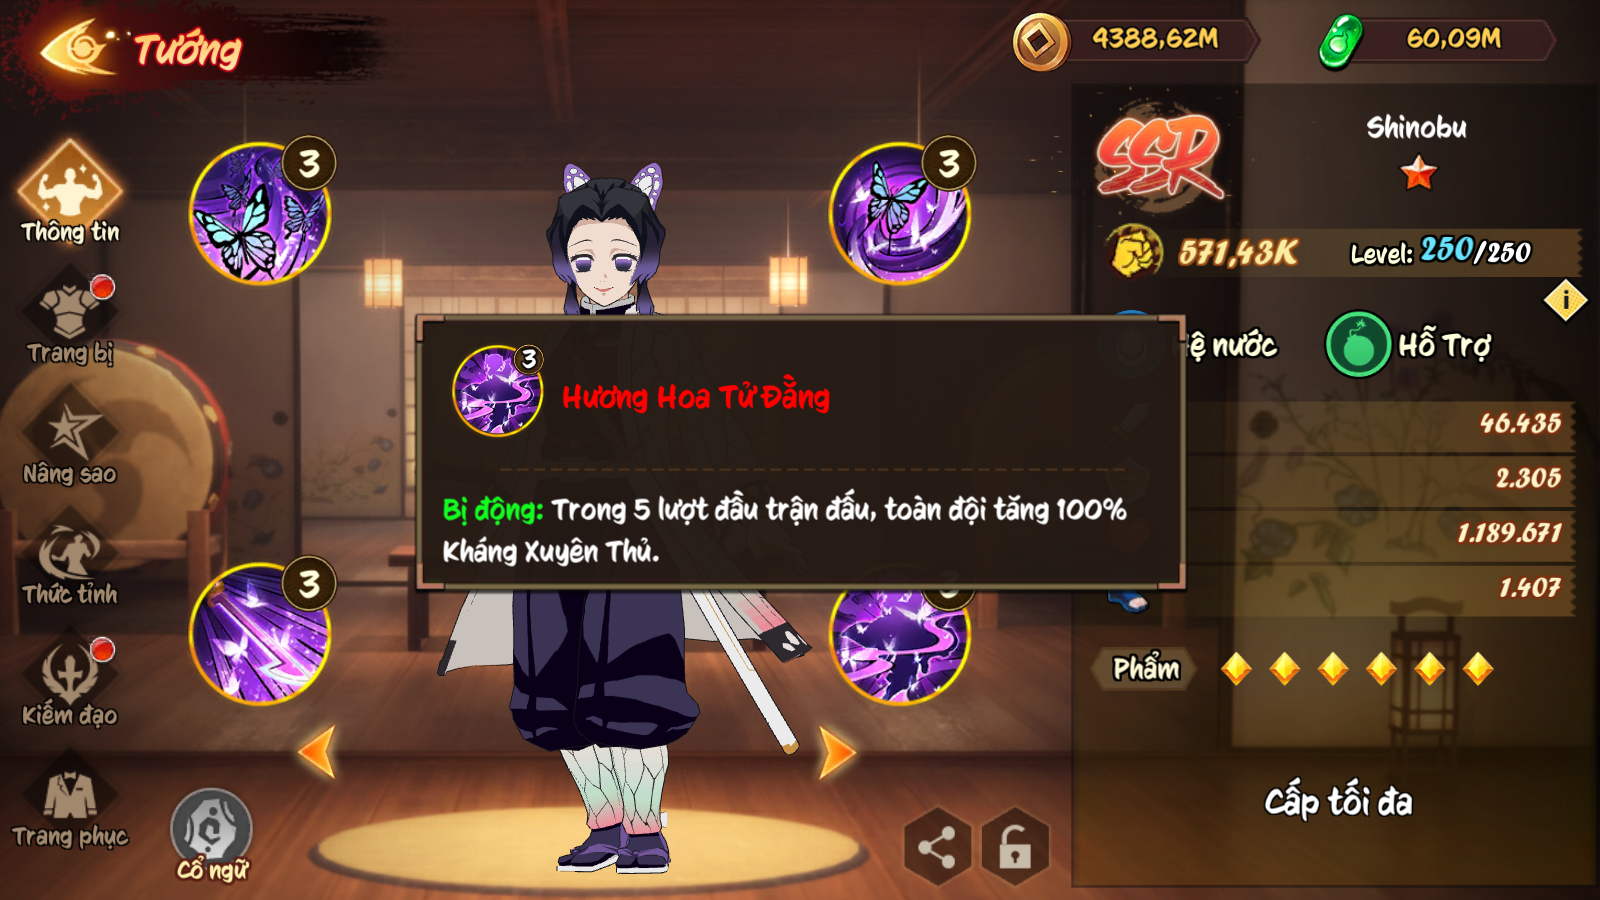 Tướng
4388,62M
60,09M
Thông tin
Trang bị
Nâng sao
Thức tỉnh
Kiếm đạo
Trang phục
Cổ ngữ
3
3
3
SSR
Shinobu
571,43K
Level: 250/250
i
ệ nước
Hỗ Trợ
3
Hương Hoa Tử Đằng
Bị động: Trong 5 lượt đầu trận đấu, toàn đội tăng 100%
Kháng Xuyên Thủ.
46.435
2.305
1.189.671
1.407
Phẩm
Cấp tối đa